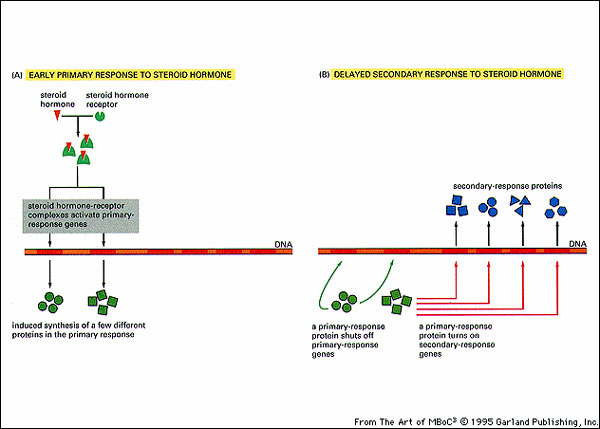 (A) EARLY PRIMARY RESPONSE TO STEROID HORMONE
steroid
hormone
steroid hormone
receptor
steroid hormone-receptor
complexes activate primary-
response genes
DNA
induced synthesis of a few different
proteins in the primary response
(B) DELAYED SECONDARY RESPONSE TO STEROID HORMONE
secondary-response proteins
DNA
a primary-response
protein shuts off
primary-response
genes
a primary-response
protein turns on
secondary-response
genes
From The Art of MBoC³ © 1995 Garland Publishing, Inc.